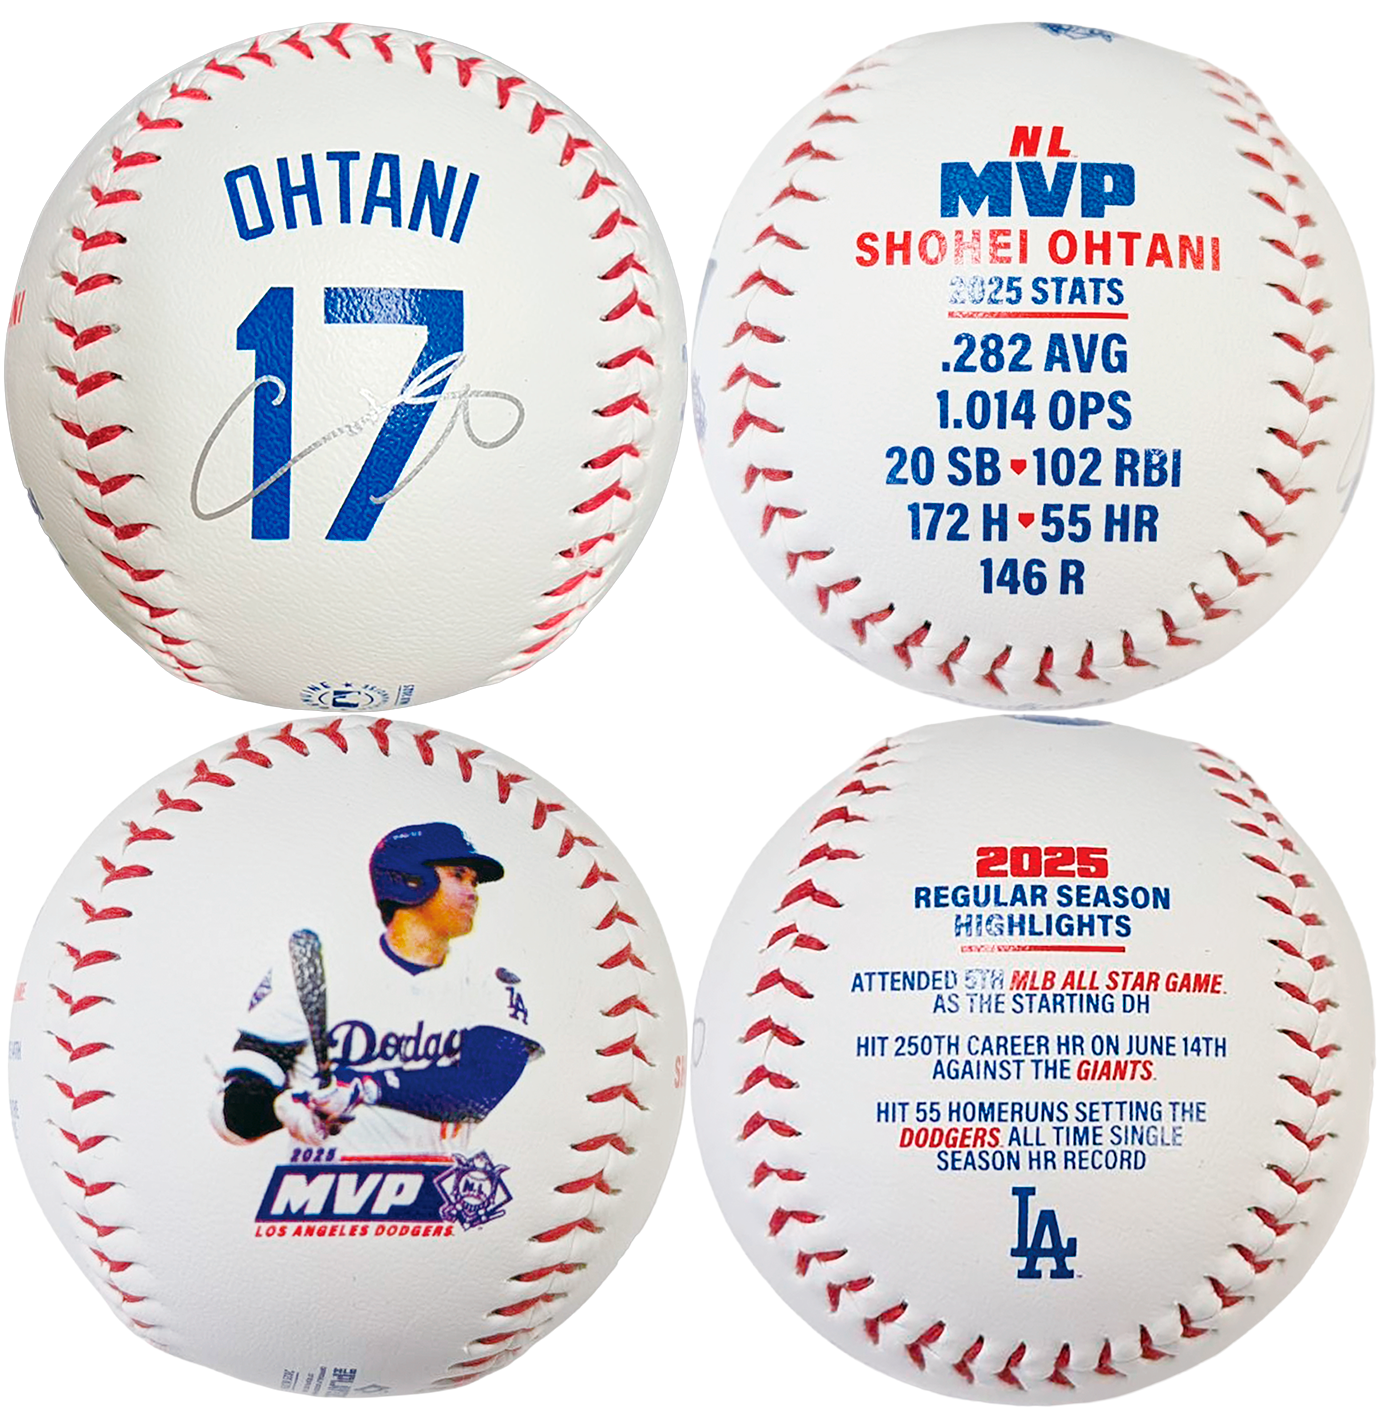 OHTANI
17
NL
MVP
SHOHEI OHTANI
2025 STATS
.282 AVG
1.014 OPS
20 SB 102 RBI
172 H 55 HR
146 R
Dodge
LA
2025
MVP
N.L.
LOS ANGELES DODGERS
2025
REGULAR SEASON
HIGHLIGHTS
ATTENDED 5TH MLB ALL STAR GAME
AS THE STARTING DH
HIT 250TH CAREER HR ON JUNE 14TH
AGAINST THE GIANTS
HIT 55 HOMERUNS SETTING THE
DODGERS ALL TIME SINGLE
SEASON HR RECORD
LA